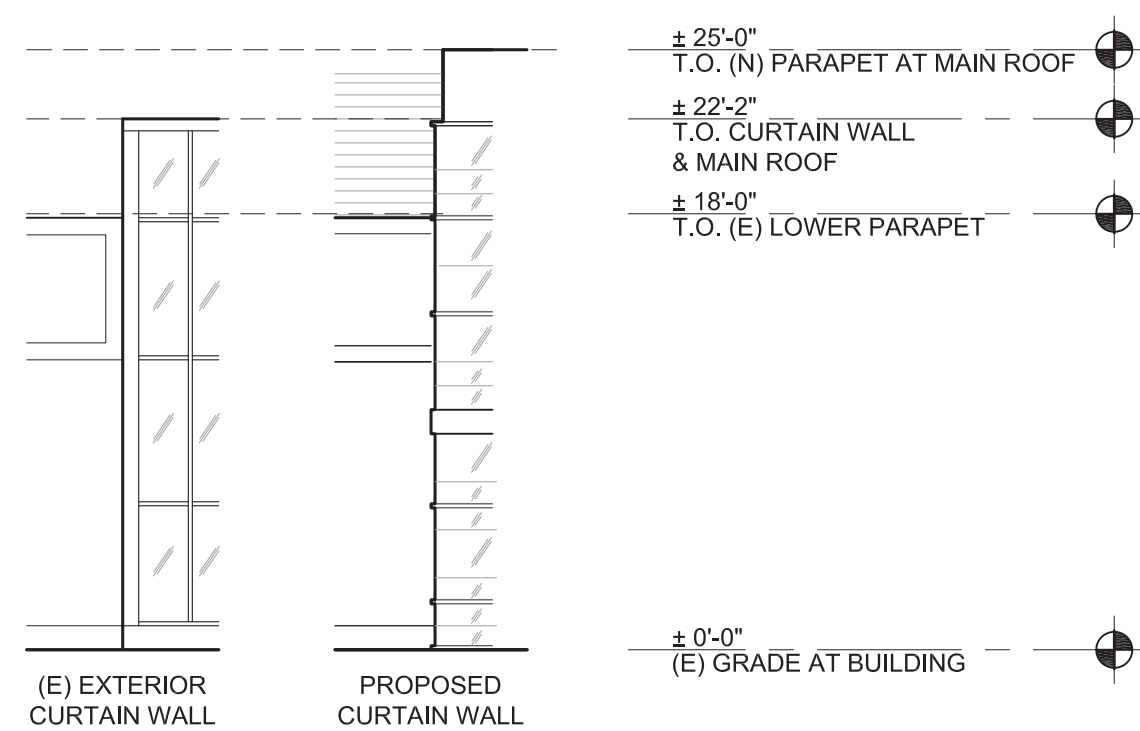 ± 25'-0"
T.O. (N) PARAPET AT MAIN ROOF
± 22'-2"
T.O. CURTAIN WALL
& MAIN ROOF
± 18'-0"
T.O. (E) LOWER PARAPET
± 0'-0"
(E) GRADE AT BUILDING
(E) EXTERIOR
CURTAIN WALL
PROPOSED
CURTAIN WALL